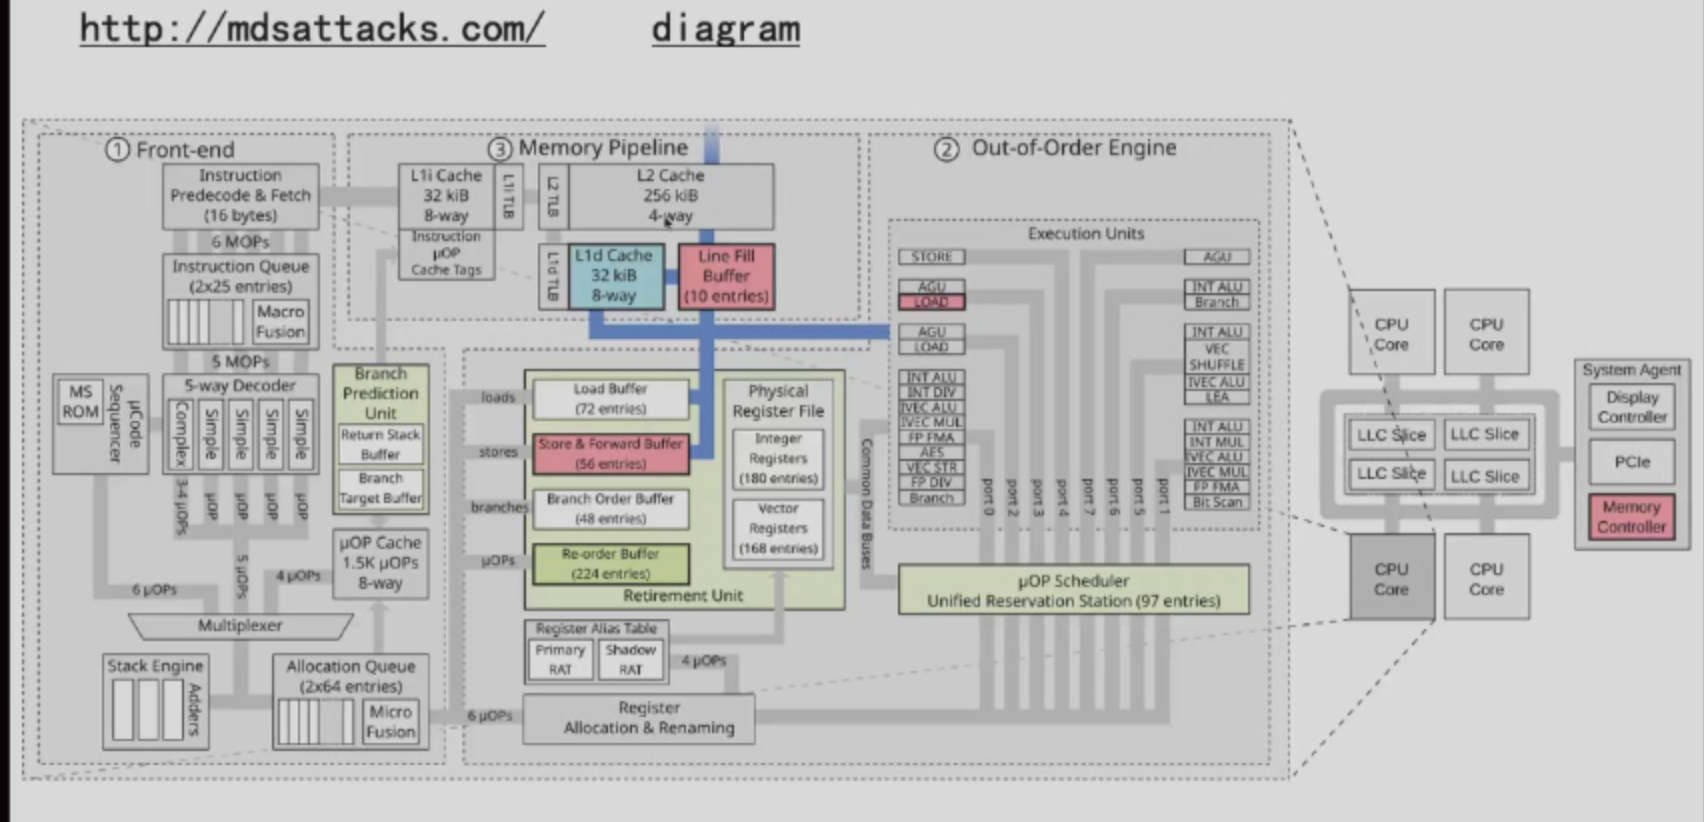 http://mdsattacks.com/ diagram
① Front-end
Instruction
Predecode & Fetch
(16 bytes)
6 MOPs
Instruction Queue
(2x25 entries)
Macro
Fusion
5 MOPs
5-way Decoder
MS
ROM
µCode
Sequencer
Complex
Simple
Simple
Simple
Simple
3-4 µOPs
µOP
µOP
µOP
µOP
Branch
Prediction
Unit
Return Stack
Buffer
Branch
Target Buffer
µOP Cache
1.5K µOPs
8-way
6 µOPs
5 µOPs
4 µOPs
Multiplexer
Stack Engine
Adders
Allocation Queue
(2x64 entries)
Micro
Fusion
③ Memory Pipeline
L1i Cache
32 kiB
8-way
L1i TLB
Instruction
µOP
Cache Tags
L2 TLB
L2 Cache
256 kiB
4-way
L1d TLB
L1d Cache
32 kiB
8-way
Line Fill
Buffer
(10 entries)
② Out-of-Order Engine
loads
Load Buffer
(72 entries)
stores
Store & Forward Buffer
(56 entries)
branches
Branch Order Buffer
(48 entries)
µOPs
Re-order Buffer
(224 entries)
Physical
Register File
Integer
Registers
(180 entries)
Vector
Registers
(168 entries)
Retirement Unit
Register Alias Table
Primary
RAT
Shadow
RAT
4 µOPs
6 µOPs
Register
Allocation & Renaming
Common Data Buses
Execution Units
STORE
AGU
LOAD
AGU
LOAD
INT ALU
INT DIV
IVEC ALU
IVEC MUL
FP FMA
AES
VEC STR
FP DIV
Branch
port 0
port 2
port 3
port 4
port 7
port 6
port 5
port 1
AGU
INT ALU
Branch
INT ALU
VEC
SHUFFLE
IVEC ALU
LEA
INT ALU
INT MUL
IVEC ALU
IVEC MUL
FP FMA
Bit Scan
µOP Scheduler
Unified Reservation Station (97 entries)
CPU
Core
CPU
Core
LLC Slice
LLC Slice
LLC Slice
LLC Slice
CPU
Core
CPU
Core
System Agent
Display
Controller
PCIe
Memory
Controller